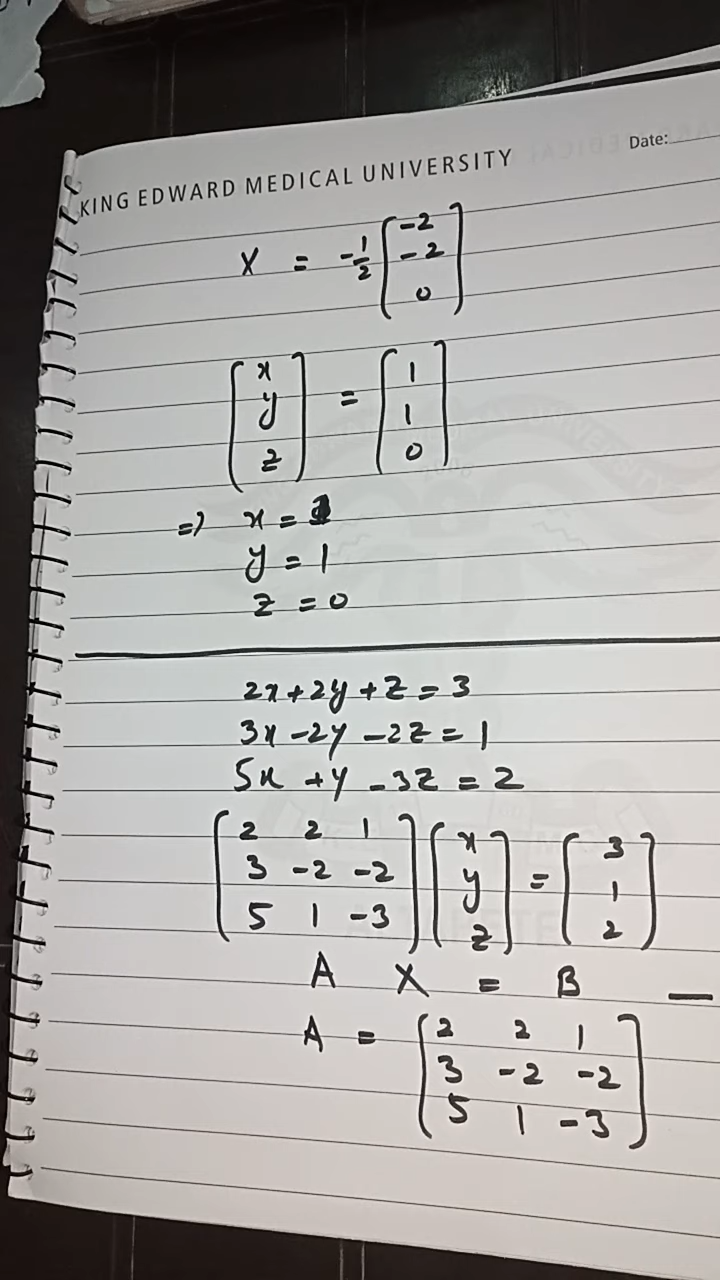 KING EDWARD MEDICAL UNIVERSITY
Date:
X = -1/2 [-2
-2
0]
[x
y
z] = [1
1
0]
=> x = 1
y = 1
z = 0
2x+2y+z = 3
3x-2y-2z = 1
5x+y-3z = 2
[2 2 1
3 -2 -2
5 1 -3] [x
y
z] = [3
1
2]
A X = B —
A = [2 2 1
3 -2 -2
5 1 -3]